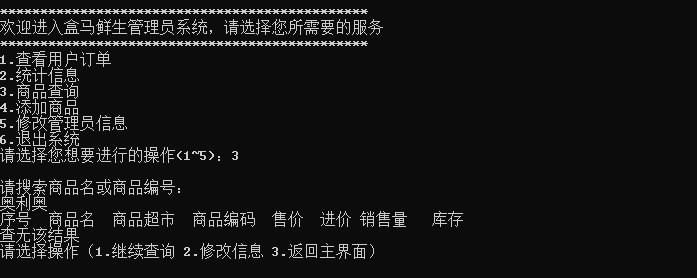 **********************************************
欢迎进入盒马鲜生管理员系统，请选择您所需要的服务
**********************************************
1.查看用户订单
2.统计信息
3.商品查询
4.添加商品
5.修改管理员信息
6.退出系统
请选择您想要进行的操作(1~5)：3
请搜索商品名或商品编号：
奥利奥
序号  商品名  商品超市  商品编码  售价  进价 销售量   库存
查无该结果
请选择操作（1.继续查询 2.修改信息 3.返回主界面）